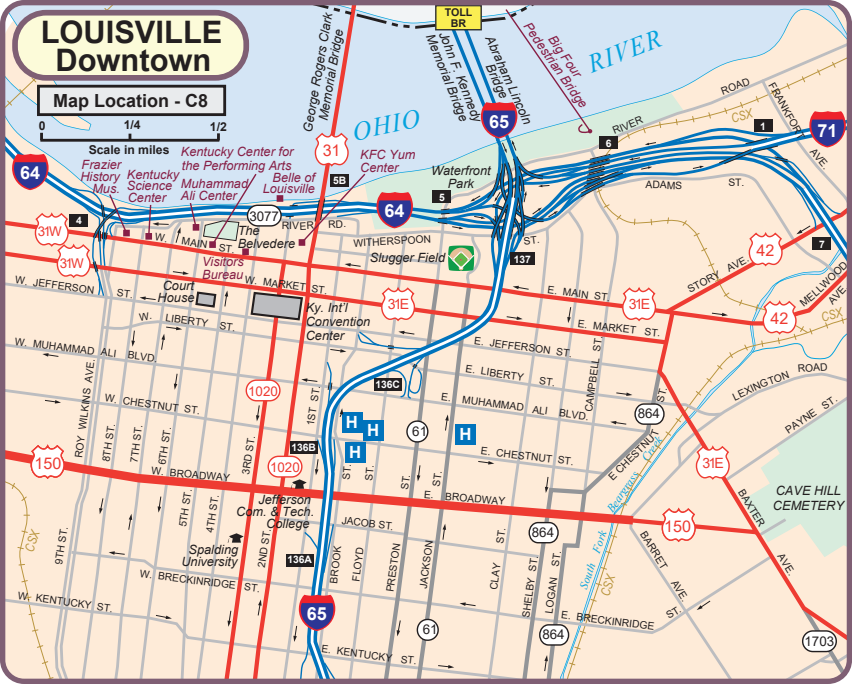 LOUISVILLE
Downtown
Map Location - C8
0 1/4 1/2
Scale in miles
TOLL
BR
George Rogers Clark
Memorial Bridge
John F. Kennedy
Memorial Bridge
Abraham Lincoln
Bridge
Big Four
Pedestrian Bridge
OHIO
RIVER
31
65
71
64
64
CSX
RIVER
ROAD
FRANKFORT
AVE.
1
6
5B
5
4
7
137
3077
Frazier
History
Mus.
Kentucky
Science
Center
Kentucky Center for
the Performing Arts
Muhammad
Ali Center
Belle of
Louisville
KFC Yum
Center
Waterfront
Park
ADAMS ST.
RIVER RD.
The
Belvedere
Visitors
Bureau
WITHERSPOON ST.
Slugger Field
31W
31W
W. MAIN ST.
W. MARKET ST.
E. MAIN ST.
E. MARKET ST.
31E
31E
42
42
STORY AVE.
MELLWOOD
AVE.
CSX
W. JEFFERSON ST.
Court
House
Ky. Int'l
Convention
Center
W. LIBERTY ST.
E. JEFFERSON ST.
E. LIBERTY ST.
CAMPBELL ST.
W. MUHAMMAD ALI BLVD.
E. MUHAMMAD ALI BLVD.
LEXINGTON ROAD
PAYNE ST.
136C
1020
864
W. CHESTNUT ST.
E. CHESTNUT ST.
E CHESTNUT ST.
ROY WILKINS AVE.
8TH ST.
7TH ST.
6TH ST.
3RD ST.
1ST ST.
H
H
H
H
61
136B
1020
150
W. BROADWAY
E. BROADWAY
31E
150
Beargrass Creek
South Fork
CSX
CAVE HILL
CEMETERY
BAXTER
AVE.
Jefferson
Com. & Tech.
College
5TH ST.
4TH ST.
2ND ST.
9TH ST.
CSX
Spalding
University
JACOB ST.
136A
BROOK
ST.
FLOYD
ST.
PRESTON
ST.
JACKSON
ST.
CLAY
ST.
SHELBY ST.
LOGAN ST.
864
864
BARRET AVE.
W. BRECKINRIDGE ST.
E. BRECKINRIDGE ST.
W. KENTUCKY ST.
E. KENTUCKY ST.
65
61
1703